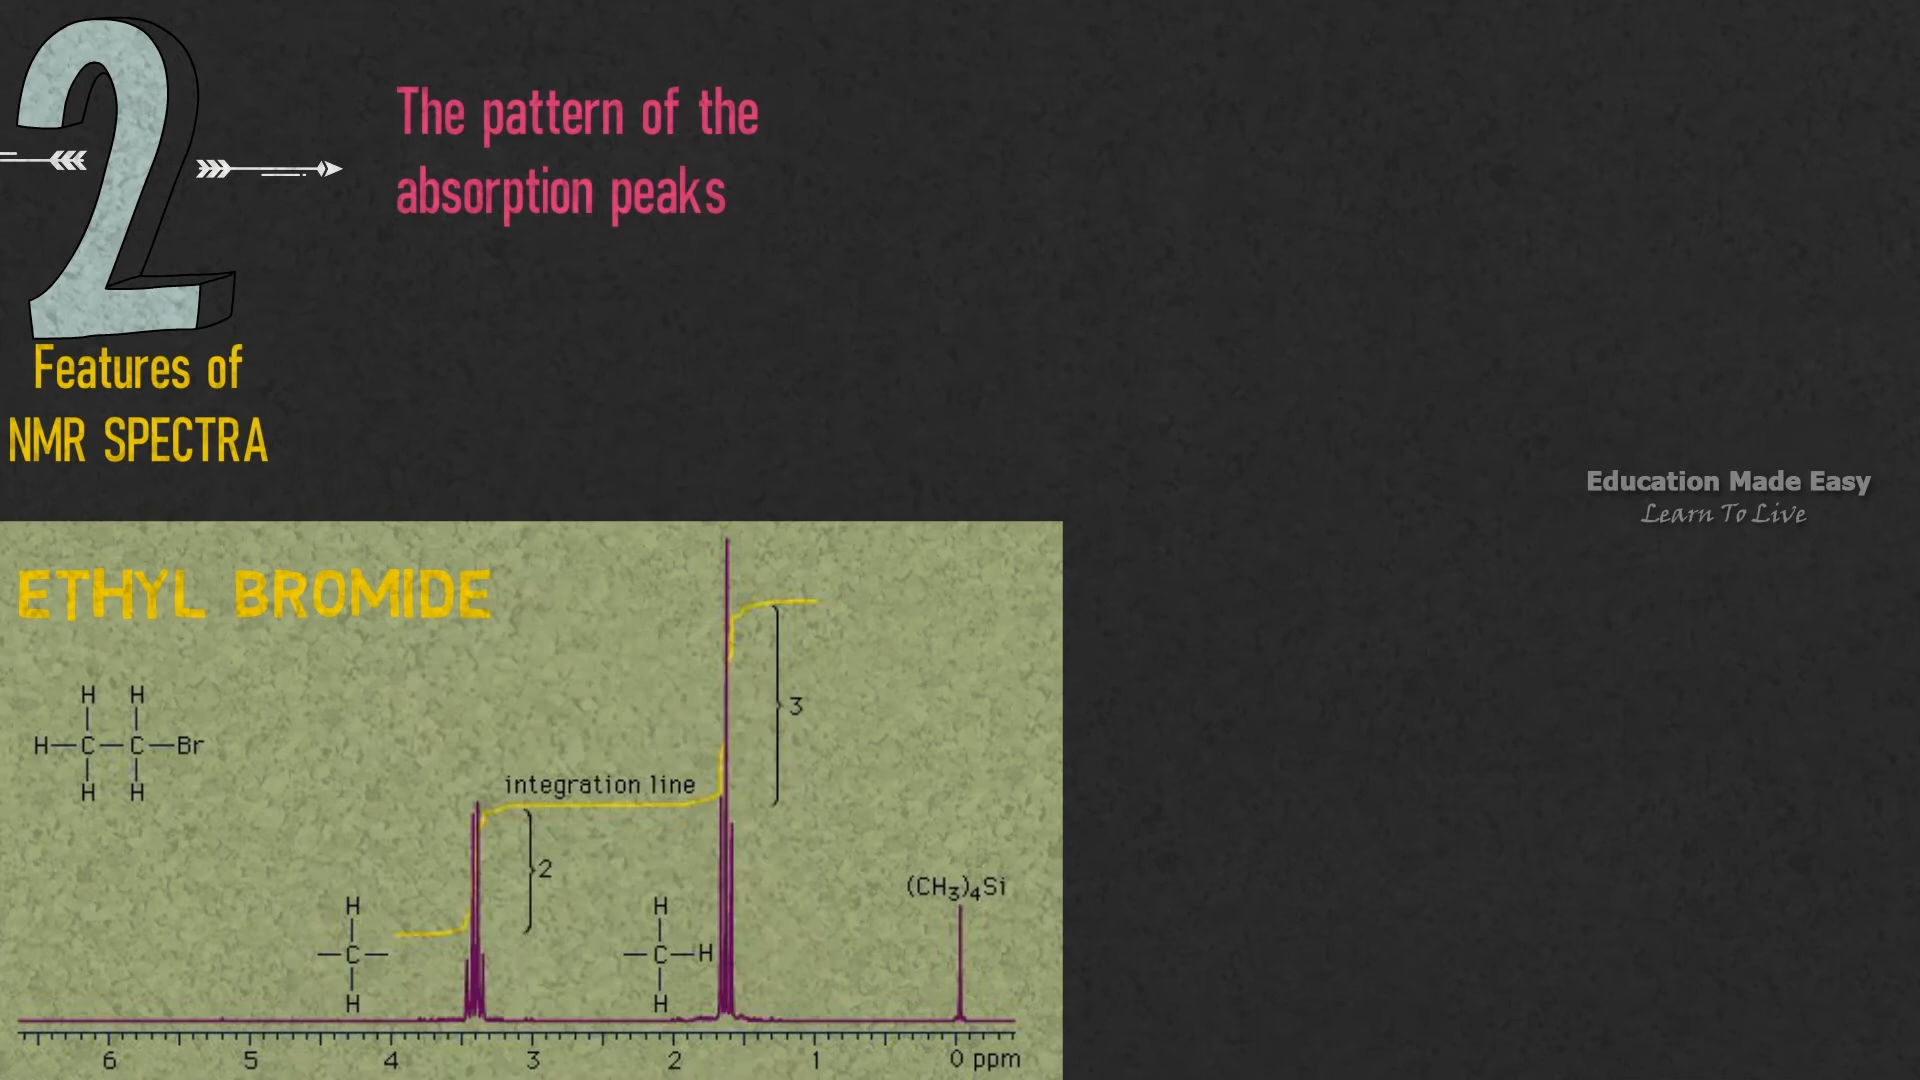 2
The pattern of the
absorption peaks
Features of
NMR SPECTRA
Education Made Easy
Learn To Live
ETHYL BROMIDE
H H
H—C—C—Br
H H
integration line
3
2
(CH3)4Si
H
—C—
H
H
—C—H
H
6 5 4 3 2 1 0 ppm